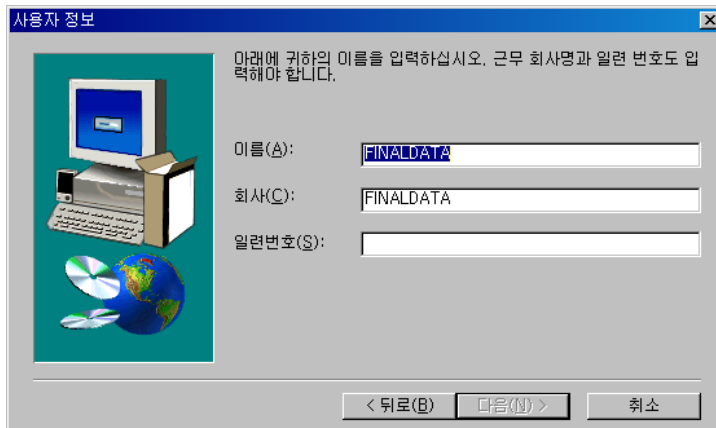 사용자 정보
아래에 귀하의 이름을 입력하십시오. 근무 회사명과 일련 번호도 입
력해야 합니다.
이름(A):
FINALDATA
회사(C):
FINALDATA
일련번호(S):
< 뒤로(B)
다음(N) >
취소